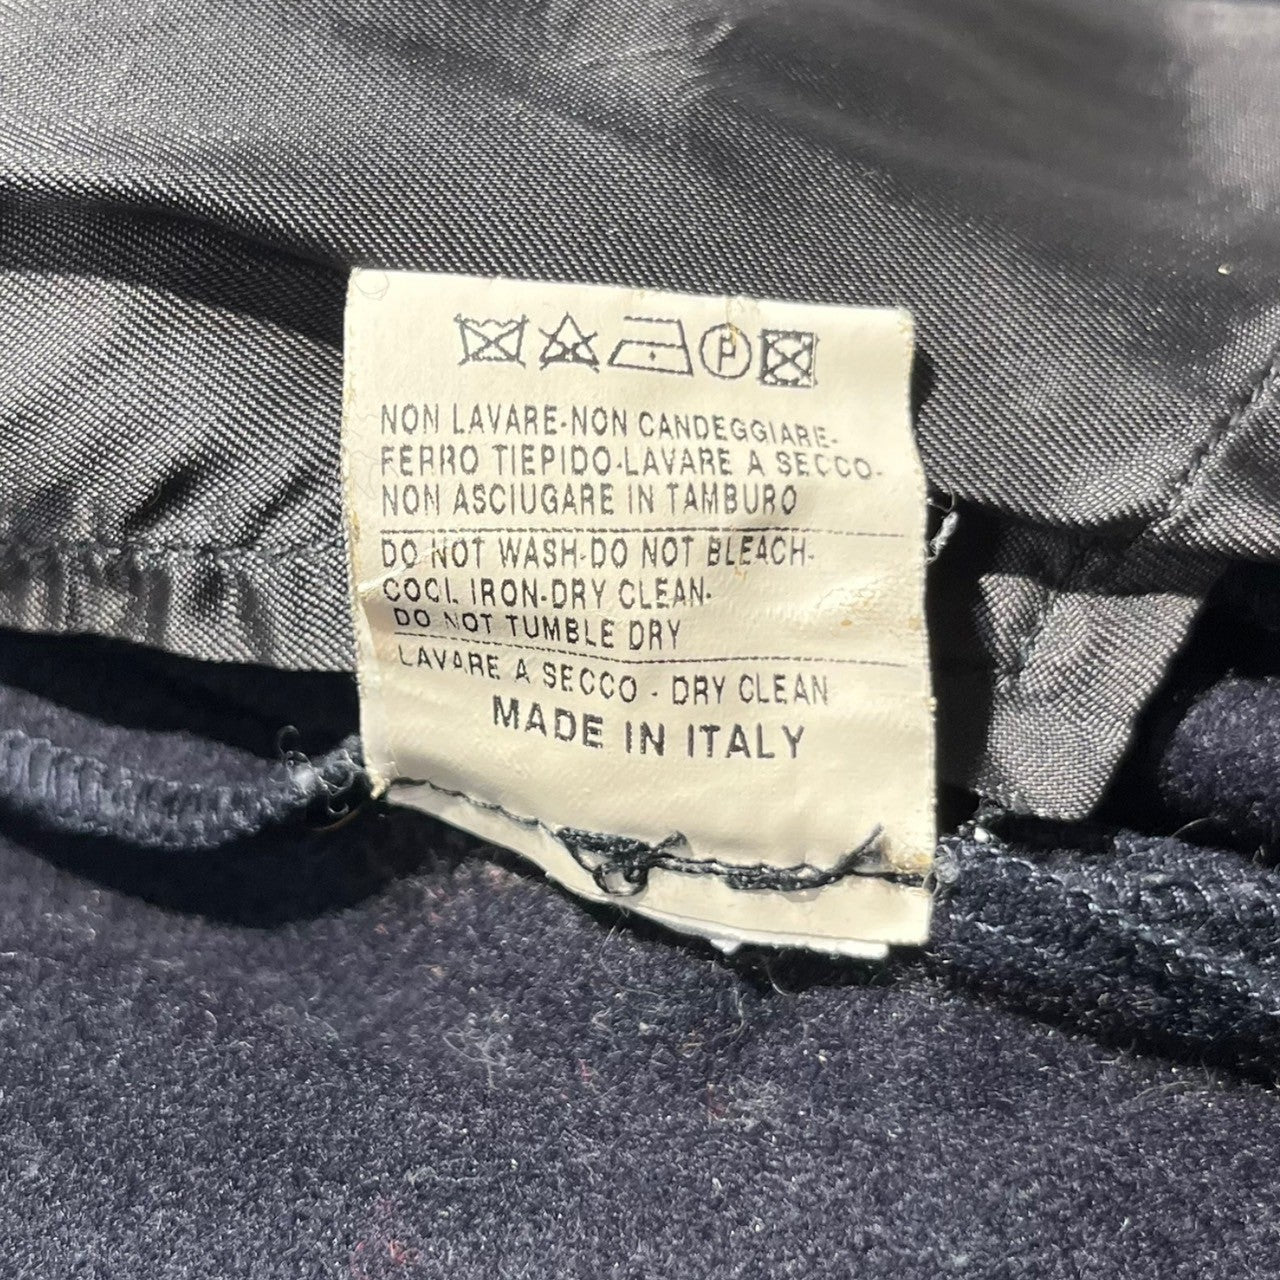 P
NON LAVARE-NON CANDEGGIARE-
FERRO TIEPIDO-LAVARE A SECCO-
NON ASCIUGARE IN TAMBURO
DO NOT WASH-DO NOT BLEACH-
COOL IRON-DRY CLEAN-
DO NOT TUMBLE DRY
LAVARE A SECCO - DRY CLEAN
MADE IN ITALY